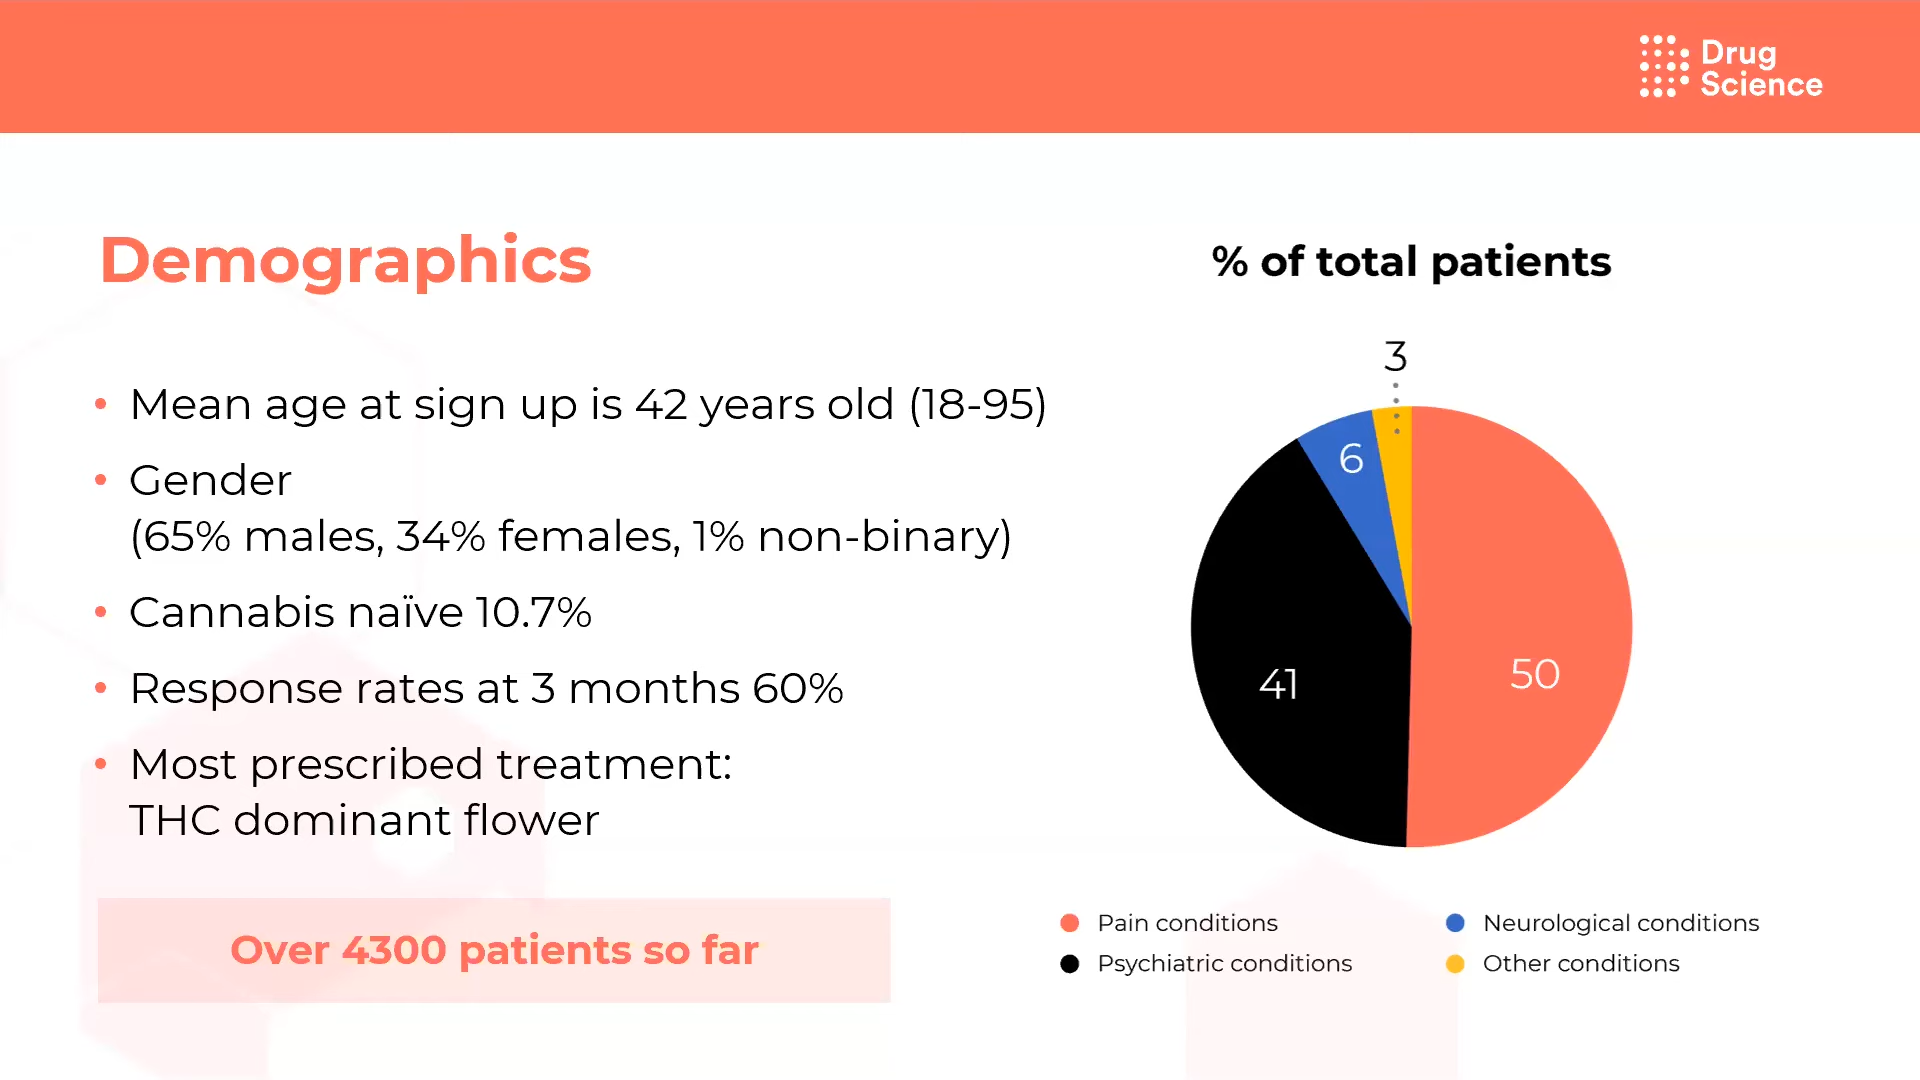 Drug
Science
Demographics
• Mean age at sign up is 42 years old (18-95)
• Gender
(65% males, 34% females, 1% non-binary)
• Cannabis naïve 10.7%
• Response rates at 3 months 60%
• Most prescribed treatment:
THC dominant flower
Over 4300 patients so far
% of total patients
3
6
41
50
Pain conditions
Neurological conditions
Psychiatric conditions
Other conditions